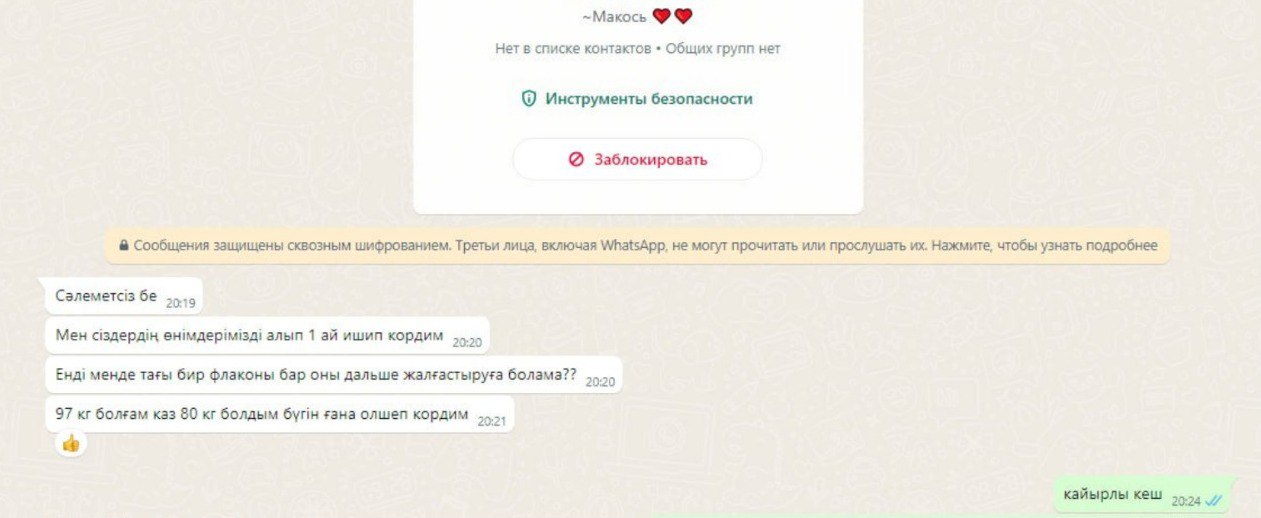 ~Макось ❤️❤️
Нет в списке контактов • Общих групп нет
Инструменты безопасности
Заблокировать
Сообщения защищены сквозным шифрованием. Третьи лица, включая WhatsApp, не могут прочитать или прослушать их. Нажмите, чтобы узнать подробнее
Сәлеметсіз бе 20:19
Мен сіздердің өнімдерімізді алып 1 ай ишип кордим 20:20
Енді менде тағы бир флаконы бар оны дальше жалғастыруға болама?? 20:20
97 кг болғам каз 80 кг болдым бүгін ғана олшеп кордим 20:21
👍
кайырлы кеш 20:24